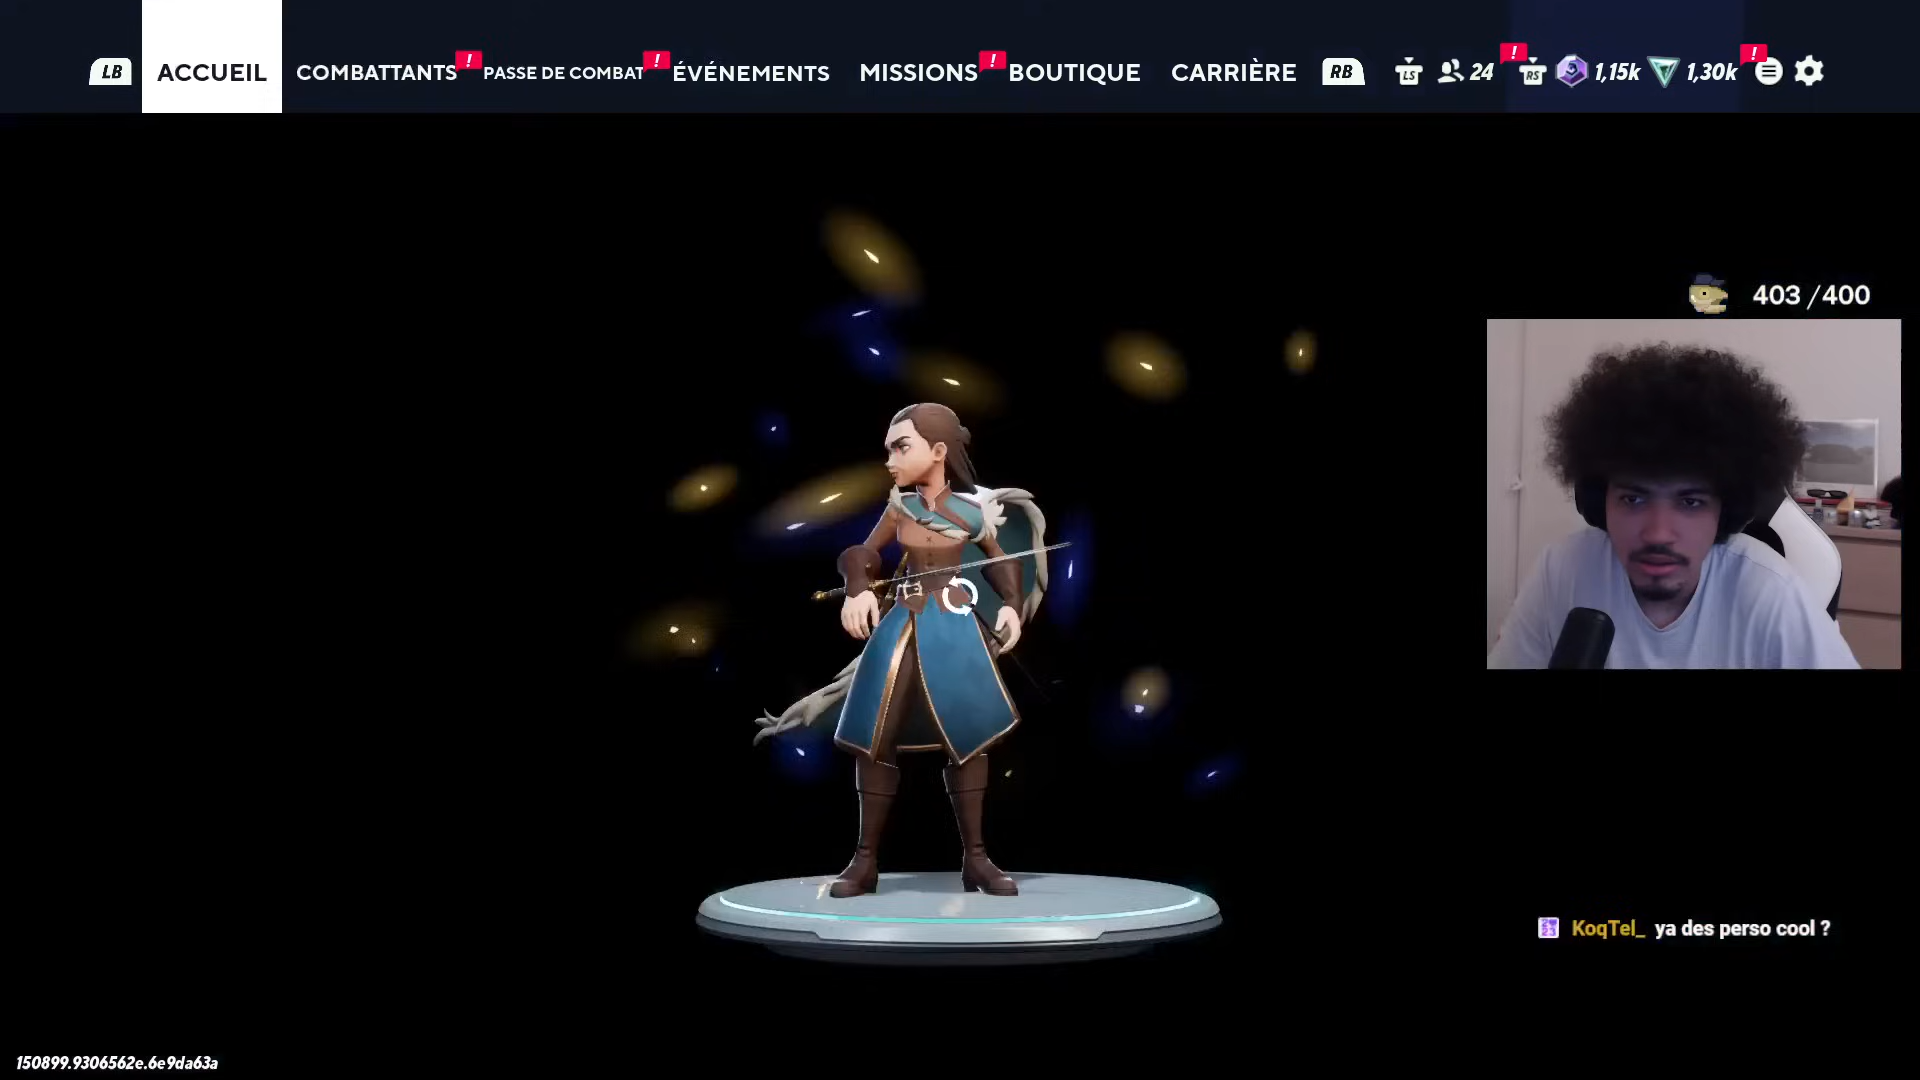 LB ACCUEIL COMBATTANTS ! PASSE DE COMBAT ! ÉVÉNEMENTS MISSIONS ! BOUTIQUE CARRIÈRE RB LS 24 ! RS 1,15k 1,30k !
403 /400
KoqTel_ ya des perso cool ?
150899.9306562e.6e9da63a